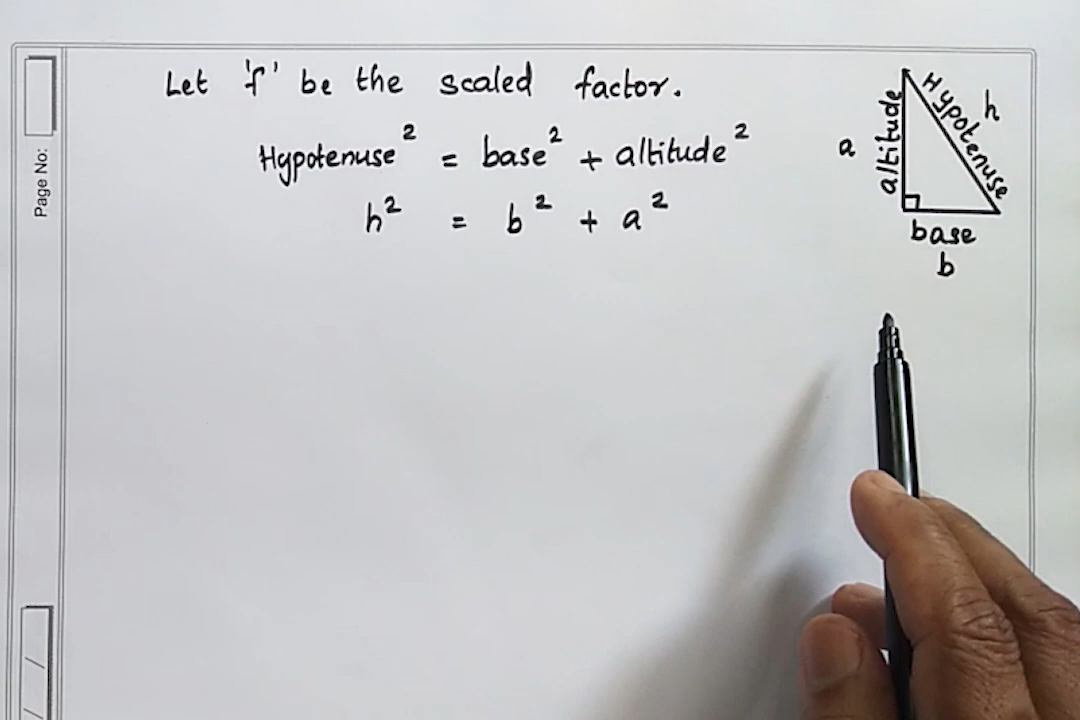 Let 'f' be the scaled factor.
Hypotenuse² = base² + altitude²
h² = b² + a²
Page No:
a
altitude
Hypotenuse
h
base
b